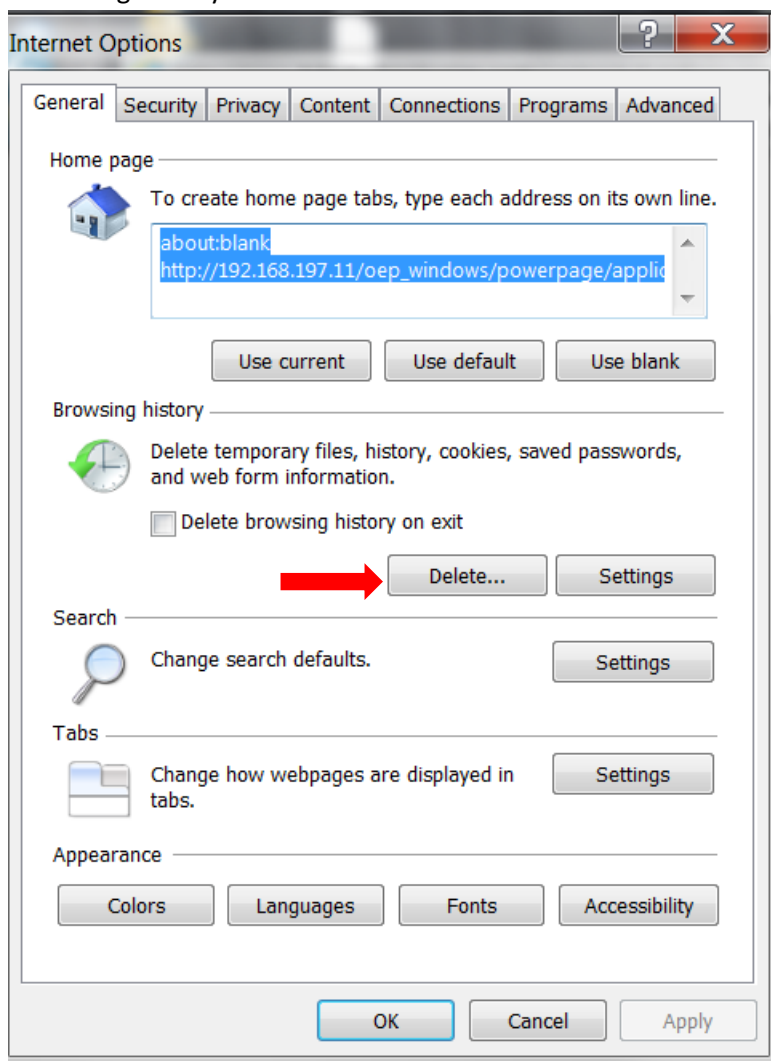 Internet Options
General Security Privacy Content Connections Programs Advanced
Home page
To create home page tabs, type each address on its own line.
about:blank
http://192.168.197.11/oep_windows/powerpage/applic
Use current Use default Use blank
Browsing history
Delete temporary files, history, cookies, saved passwords,
and web form information.
Delete browsing history on exit
Delete... Settings
Search
Change search defaults.
Settings
Tabs
Change how webpages are displayed in
tabs.
Settings
Appearance
Colors Languages Fonts Accessibility
OK Cancel Apply